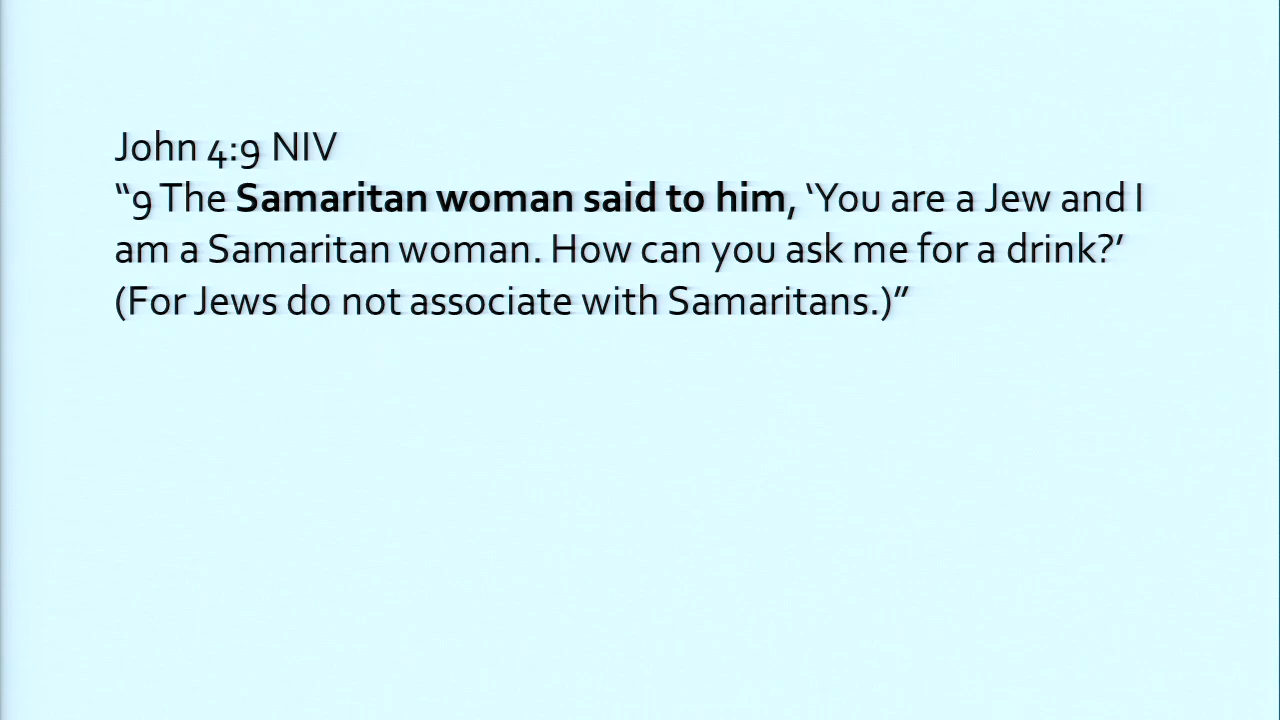 John 4:9 NIV
“9 The Samaritan woman said to him, ‘You are a Jew and I
am a Samaritan woman. How can you ask me for a drink?’
(For Jews do not associate with Samaritans.)”